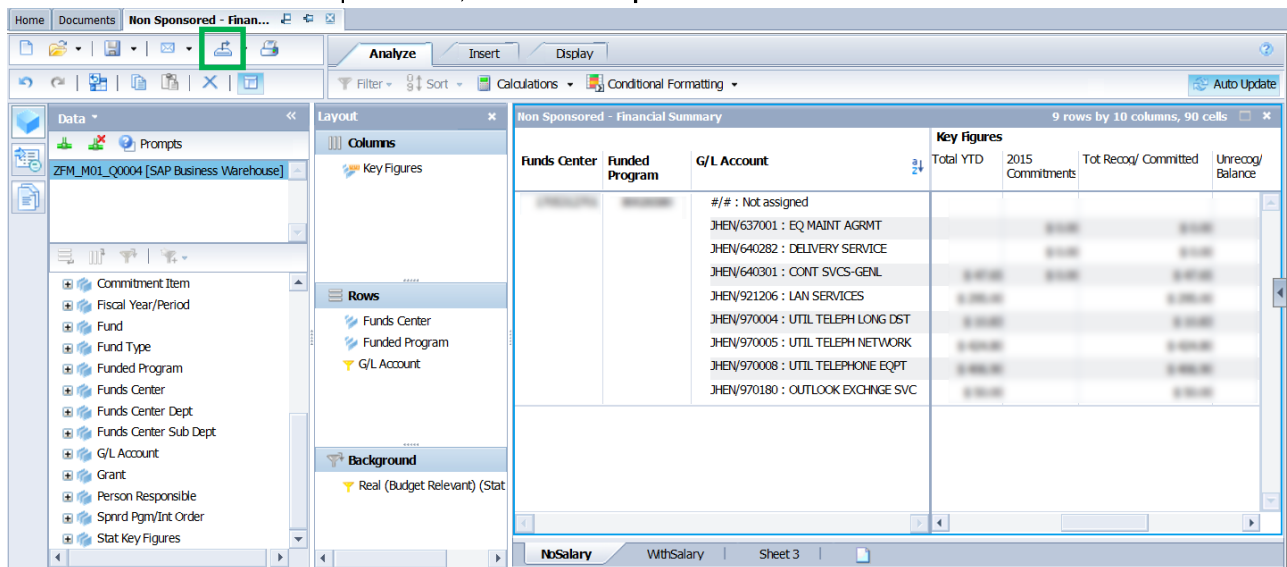 Home Documents Non Sponsored - Finan...
Analyze Insert Display
Filter Sort Calculations Conditional Formatting Auto Update
Data
Prompts
ZFM_M01_Q0004 [SAP Business Warehouse]
Commitment Item
Fiscal Year/Period
Fund
Fund Type
Funded Program
Funds Center
Funds Center Dept
Funds Center Sub Dept
G/L Account
Grant
Person Responsible
Spnrd Pgm/Int Order
Stat Key Figures
Layout
Columns
Key Figures
Rows
Funds Center
Funded Program
G/L Account
Background
Real (Budget Relevant) (Stat
Non Sponsored - Financial Summary 9 rows by 10 columns, 90 cells
Key Figures
Funds Center Funded Program G/L Account Total YTD 2015 Commitments Tot Recog/ Committed Unrecog/ Balance
#/# : Not assigned
JHEN/637001 : EQ MAINT AGRMT
JHEN/640282 : DELIVERY SERVICE
JHEN/640301 : CONT SVCS-GENL
JHEN/921206 : LAN SERVICES
JHEN/970004 : UTIL TELEPH LONG DST
JHEN/970005 : UTIL TELEPH NETWORK
JHEN/970008 : UTIL TELEPHONE EQPT
JHEN/970180 : OUTLOOK EXCHNGE SVC
NoSalary WithSalary Sheet 3